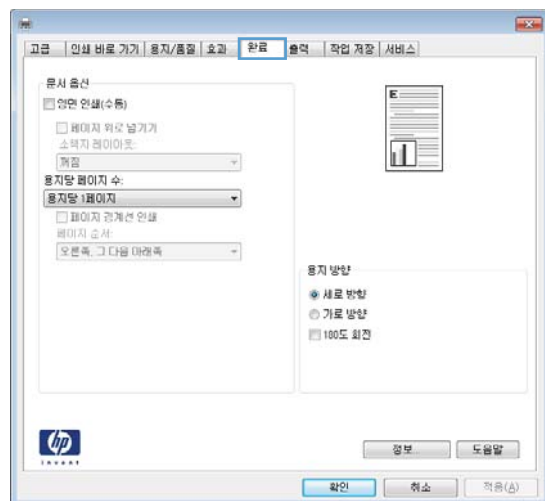 고급 인쇄 바로 가기 용지/품질 효과 완료 출력 작업 저장 서비스
문서 옵션
양면 인쇄(수동)
페이지 위로 넘기기
소책자 레이아웃:
꺼짐
용지당 페이지 수:
용지당 1페이지
페이지 경계선 인쇄
페이지 순서:
오른쪽, 그 다음 아래쪽
E
용지 방향
세로 방향
가로 방향
180도 회전
hp
invent
정보...
도움말
확인 취소 적용(A)